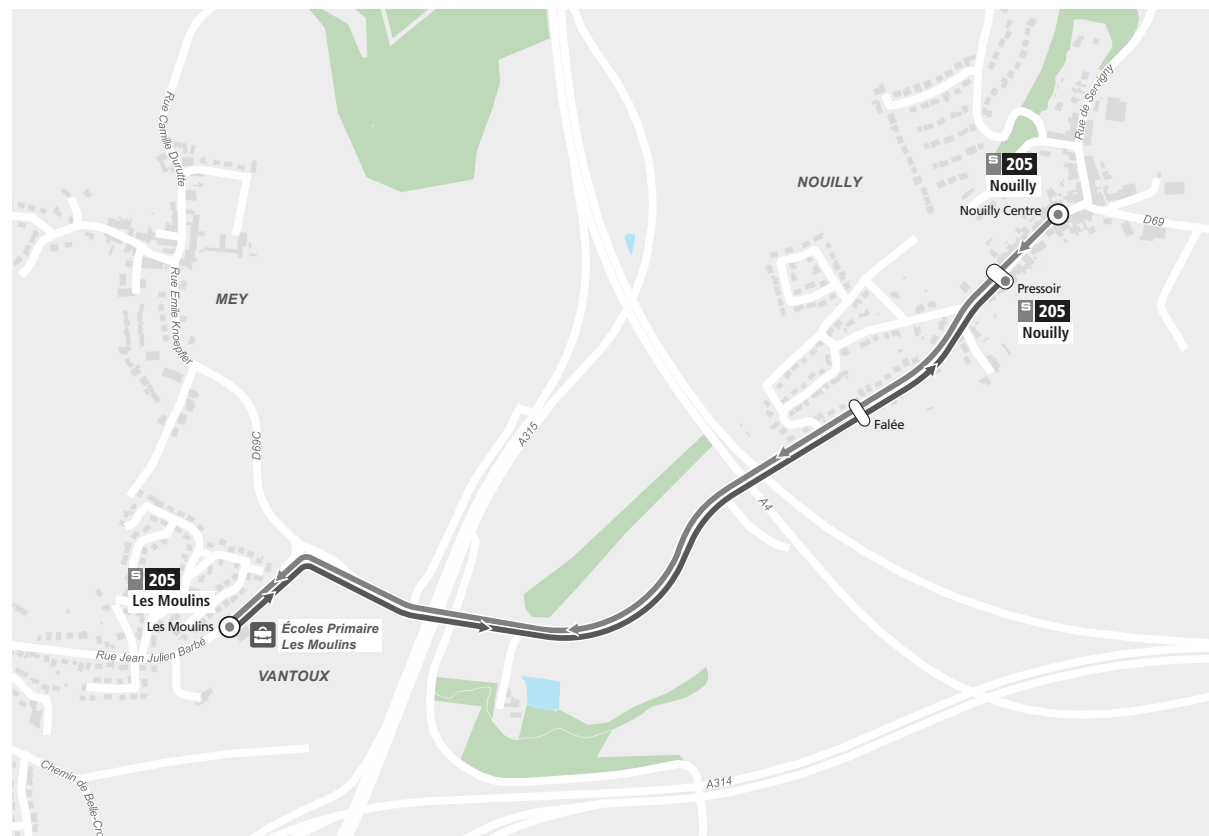 Rue de Servigny
Rue Camille Durutte
S 205
Nouilly
NOUILLY
Nouilly Centre
D69
Rue Emile Knoepfler
MEY
Pressoir
S 205
Nouilly
Falée
A315
D69C
A4
S 205
Les Moulins
Les Moulins
Écoles Primaire
Les Moulins
Rue Jean Julien Barbé
VANTOUX
Chemin de Belle-Cro
A314